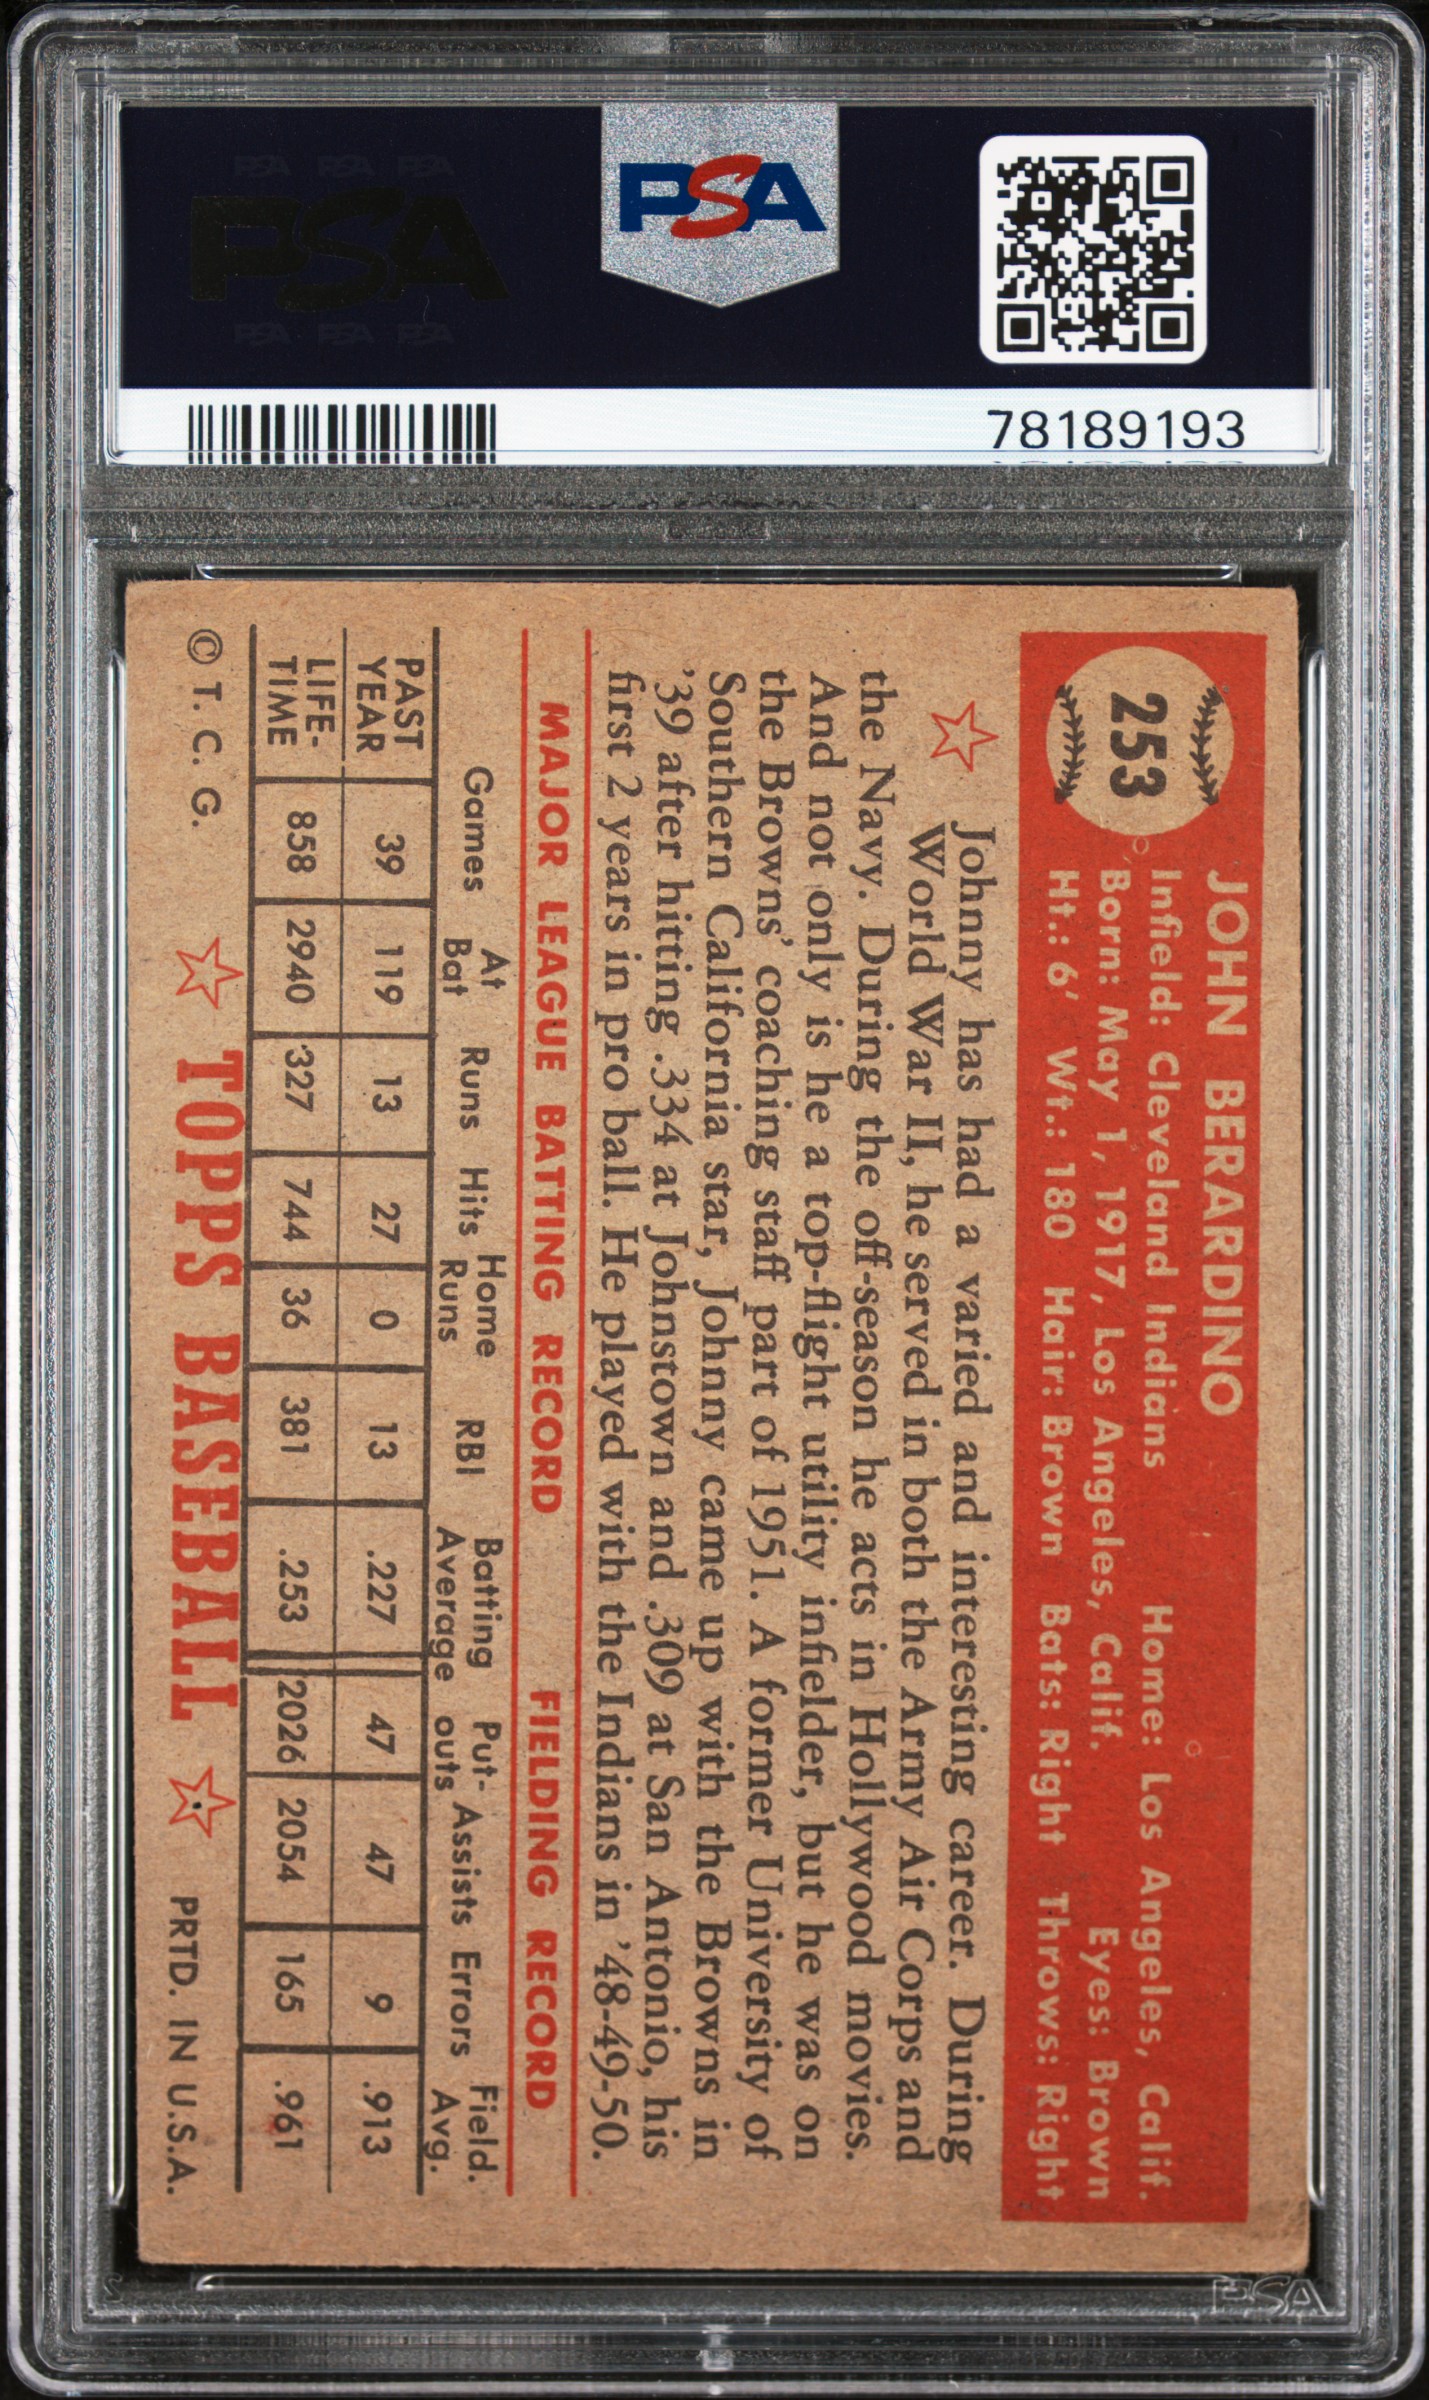 PSA PSA PSA
PSA
PSA PSA PSA
PSA
78189193
253
JOHN BERARDINO
Infield: Cleveland Indians Home: Los Angeles, Calif.
Born: May 1, 1917, Los Angeles, Calif. Eyes: Brown
Ht.: 6' Wt.: 180 Hair: Brown Bats: Right Throws: Right
Johnny has had a varied and interesting career. During
World War II, he served in both the Army Air Corps and
the Navy. During the off-season he acts in Hollywood movies.
And not only is he a top-flight utility infielder, but he was on
the Browns' coaching staff part of 1951. A former University of
Southern California star, Johnny came up with the Browns in
'39 after hitting .334 at Johnstown and .309 at San Antonio, his
first 2 years in pro ball. He played with the Indians in '48-49-50.
MAJOR LEAGUE BATTING RECORD FIELDING RECORD
Games At Bat Runs Hits Home Runs RBI Batting Average Put-outs Assists Errors Field. Avg.
PAST YEAR 39 119 13 27 0 13 .227 47 47 9 .913
LIFE-TIME 858 2940 327 744 36 381 .253 2026 2054 165 .961
© T. C. G. TOPPS BASEBALL PRTD. IN U.S.A.
PSA